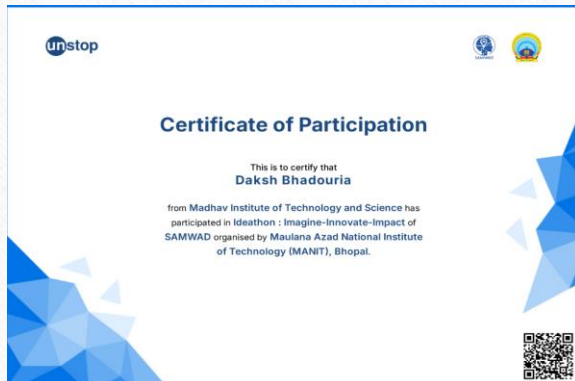 unstop
SAMWAD
Certificate of Participation
This is to certify that
Daksh Bhadouria
from Madhav Institute of Technology and Science has
participated in Ideathon : Imagine-Innovate-Impact of
SAMWAD organised by Maulana Azad National Institute
of Technology (MANIT), Bhopal.